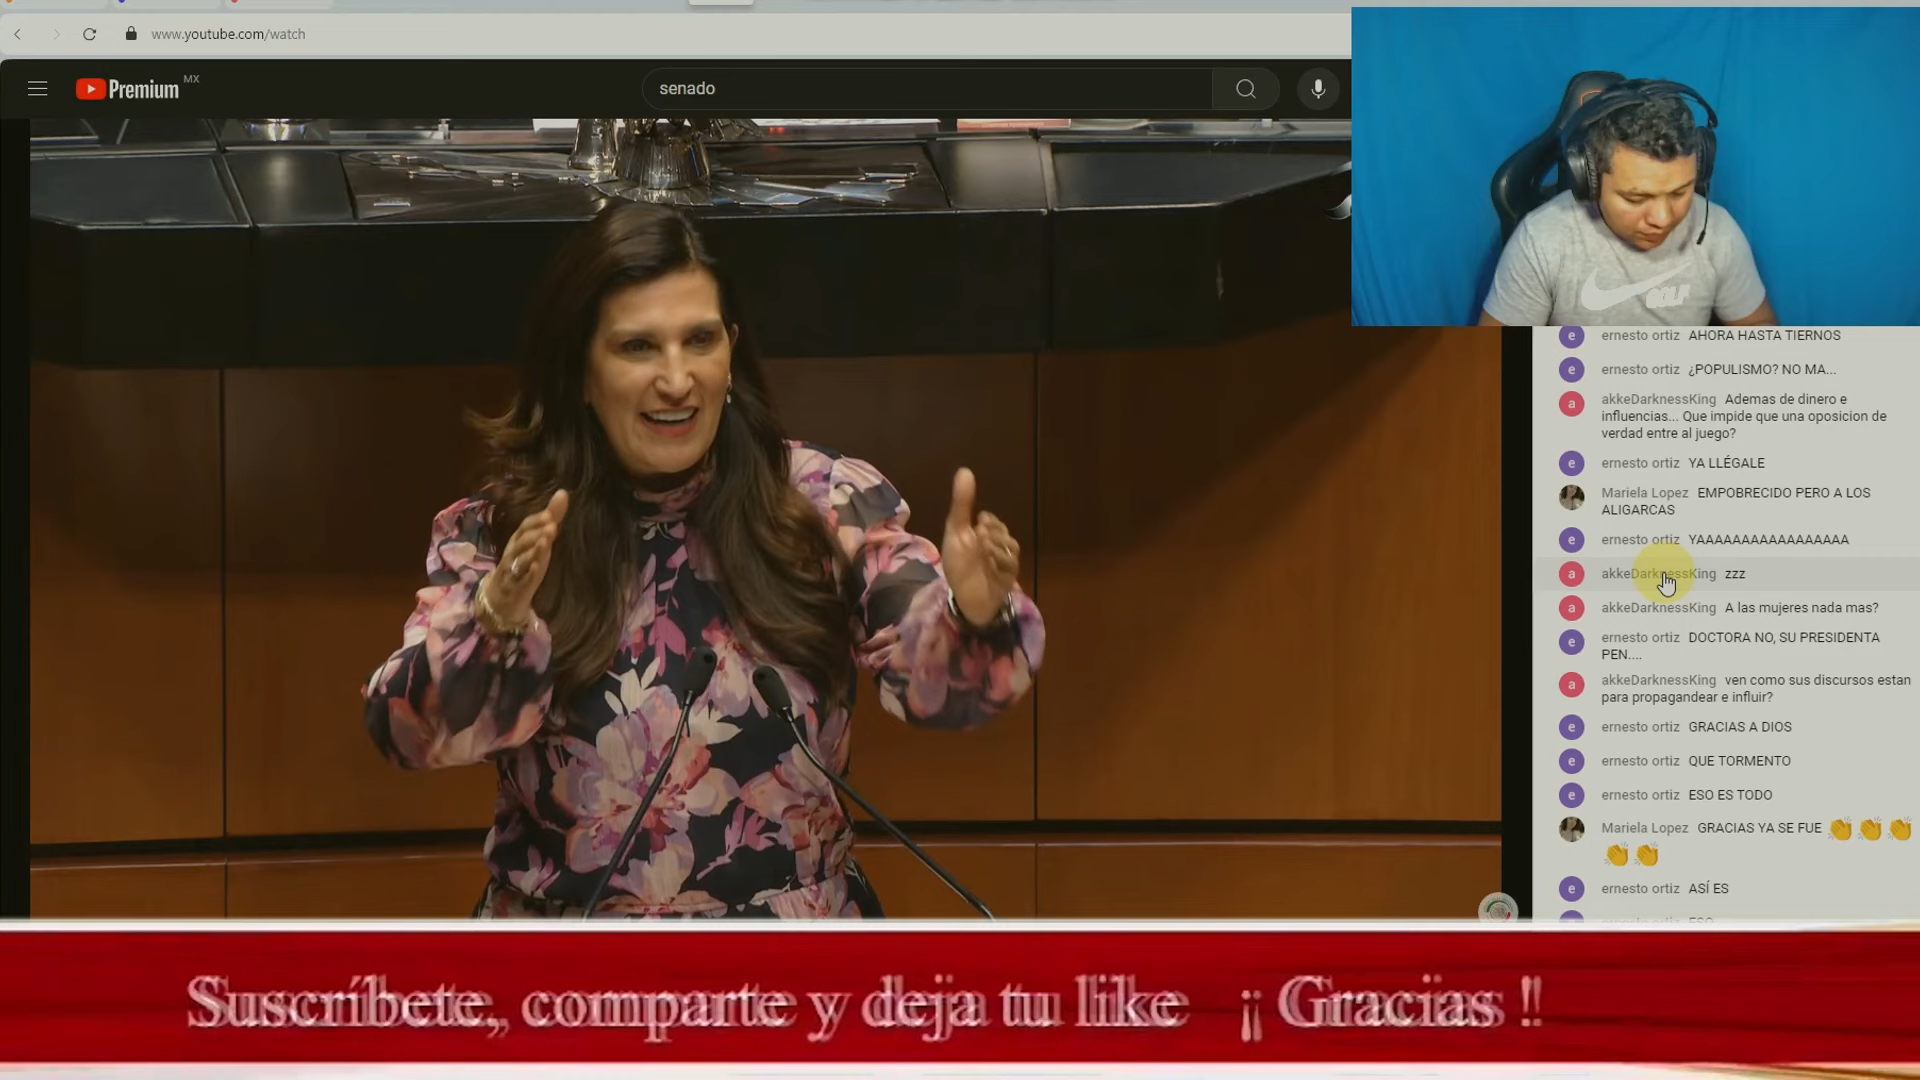 www.youtube.com/watch
Premium MX
senado
GOLF
ernesto ortiz AHORA HASTA TIERNOS
ernesto ortiz ¿POPULISMO? NO MA...
akkeDarknessKing Ademas de dinero e
influencias... Que impide que una oposicion de
verdad entre al juego?
ernesto ortiz YA LLÉGALE
Mariela Lopez EMPOBRECIDO PERO A LOS
ALIGARCAS
ernesto ortiz YAAAAAAAAAAAAAAAAA
akkeDarknessKing zzz
akkeDarknessKing A las mujeres nada mas?
ernesto ortiz DOCTORA NO, SU PRESIDENTA
PEN....
akkeDarknessKing ven como sus discursos estan
para propagandear e influir?
ernesto ortiz GRACIAS A DIOS
ernesto ortiz QUE TORMENTO
ernesto ortiz ESO ES TODO
Mariela Lopez GRACIAS YA SE FUE 👏👏👏
👏👏
ernesto ortiz ASÍ ES
Suscríbete, comparte y deja tu like ¡¡ Gracias !!